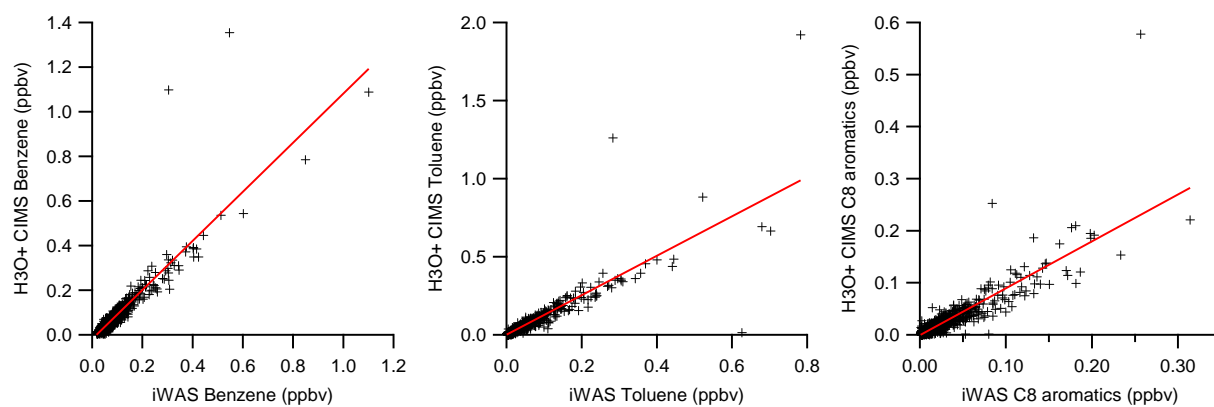 H3O+ CIMS Benzene (ppbv)
1.4
1.2
1.0
0.8
0.6
0.4
0.2
0.0
0.0 0.2 0.4 0.6 0.8 1.0 1.2
iWAS Benzene (ppbv)
H3O+ CIMS Toluene (ppbv)
2.0
1.5
1.0
0.5
0.0
0.0 0.2 0.4 0.6 0.8
iWAS Toluene (ppbv)
H3O+ CIMS C8 aromatics (ppbv)
0.6
0.5
0.4
0.3
0.2
0.1
0.0
0.00 0.10 0.20 0.30
iWAS C8 aromatics (ppbv)